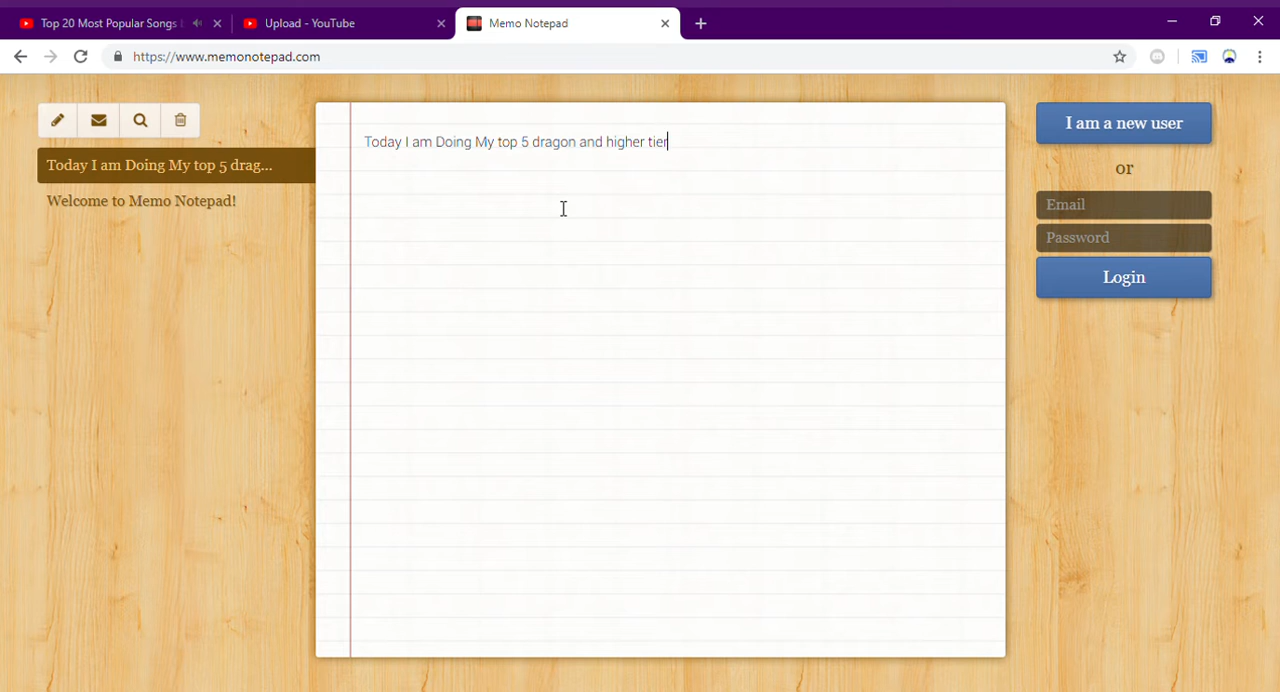 Top 20 Most Popular Songs
Upload - YouTube
Memo Notepad
https://www.memonotepad.com
Today I am Doing My top 5 drag...
Welcome to Memo Notepad!
Today I am Doing My top 5 dragon and higher tier
I am a new user
or
Email
Password
Login